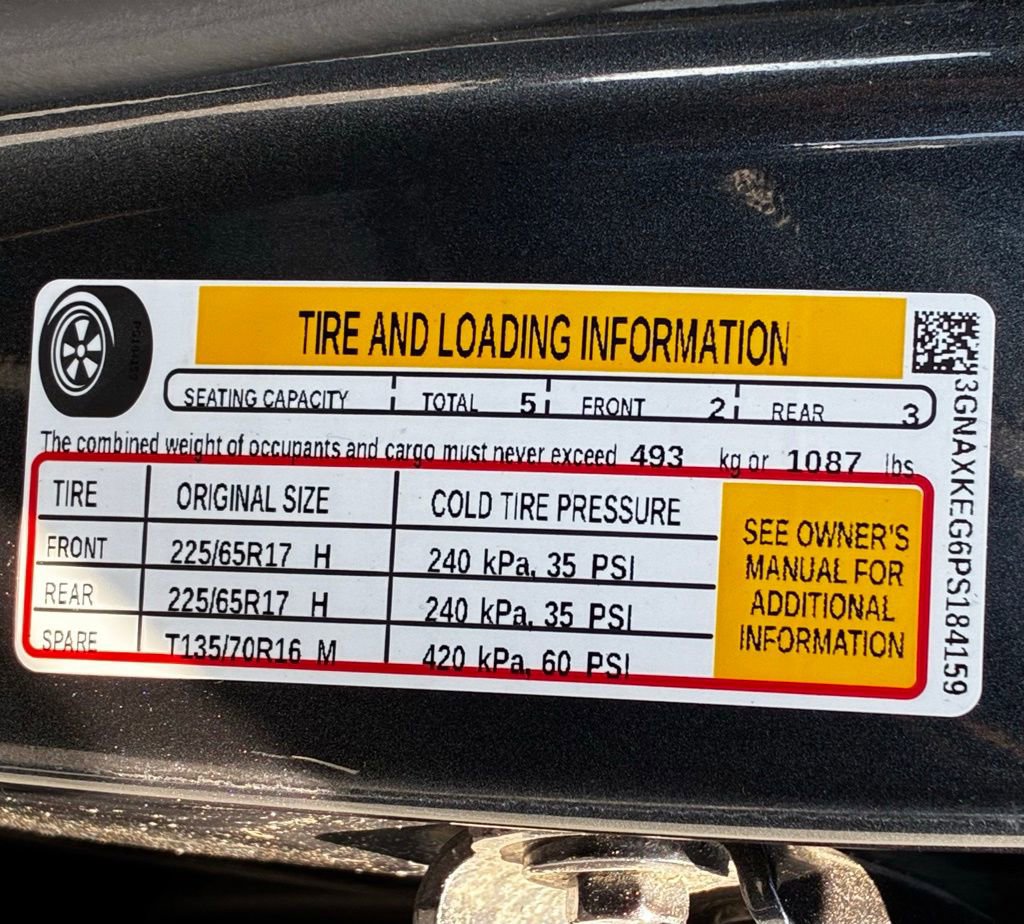 TIRE AND LOADING INFORMATION
SEATING CAPACITY TOTAL 5 FRONT 2 REAR 3
The combined weight of occupants and cargo must never exceed 493 kg or 1087 lbs
TIRE ORIGINAL SIZE COLD TIRE PRESSURE
FRONT 225/65R17 H 240 kPa, 35 PSI
REAR 225/65R17 H 240 kPa, 35 PSI
SPARE T135/70R16 M 420 kPa, 60 PSI
SEE OWNER'S
MANUAL FOR
ADDITIONAL
INFORMATION
3GNAXKEG6PS184159